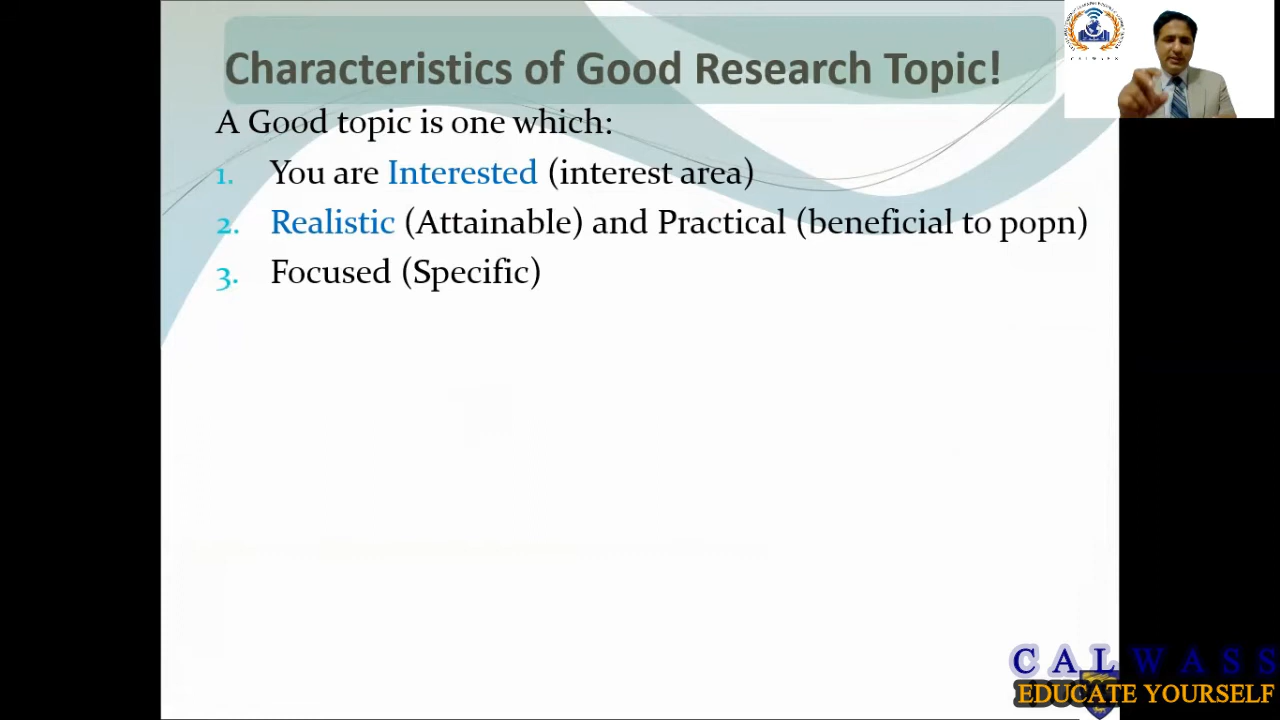 Characteristics of Good Research Topic!
A Good topic is one which:
1. You are Interested (interest area)
2. Realistic (Attainable) and Practical (beneficial to popn)
3. Focused (Specific)
C A L W A S S
CALWASS
EDUCATE YOURSELF